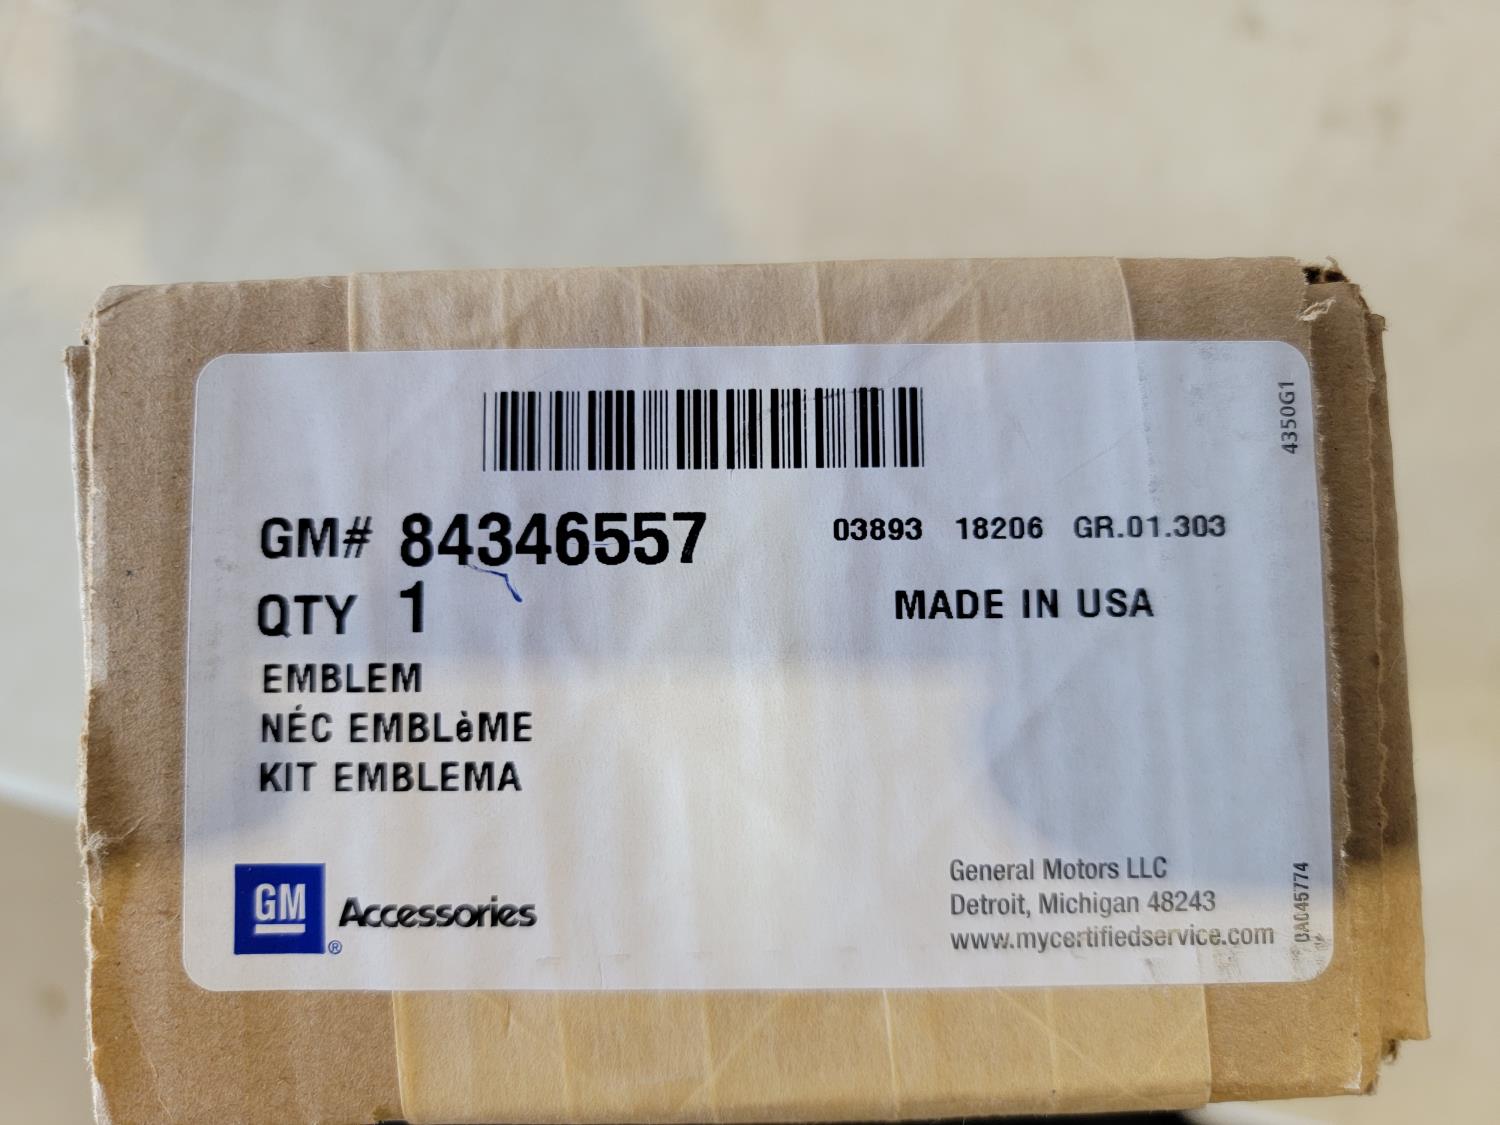 4350G1
GM# 84346557
03893 18206 GR.01.303
QTY 1
MADE IN USA
EMBLEM
NÉC EMBLèME
KIT EMBLEMA
GM
® Accessories
General Motors LLC
Detroit, Michigan 48243
www.mycertifiedservice.com